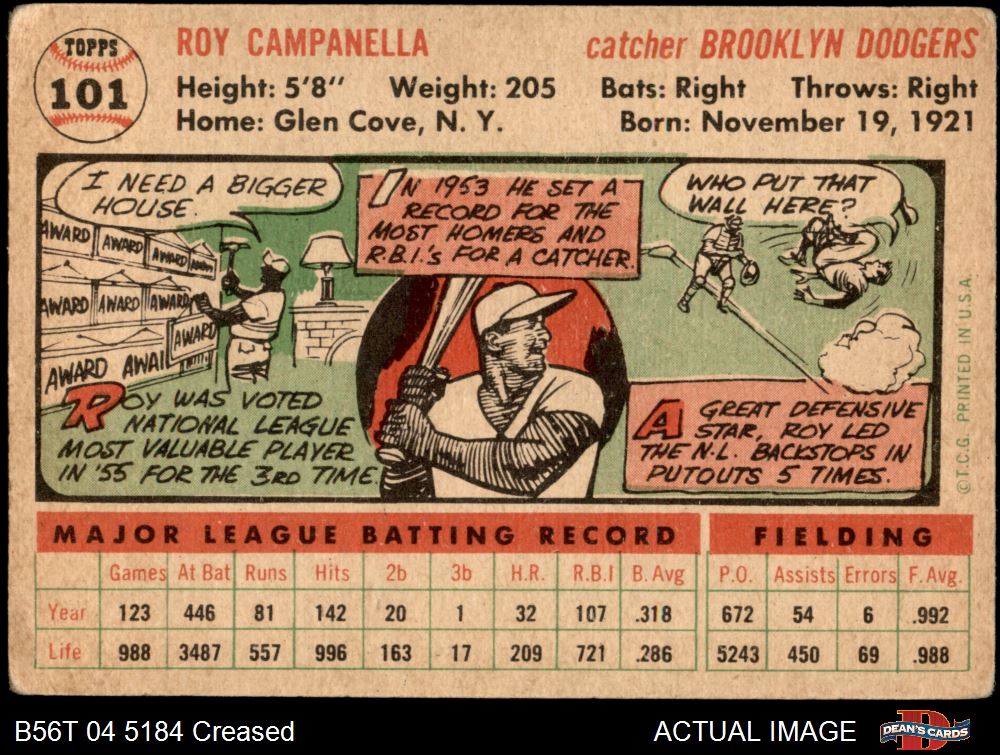 TOPPS
101
ROY CAMPANELLA
catcher BROOKLYN DODGERS
Height: 5'8" Weight: 205 Bats: Right Throws: Right
Home: Glen Cove, N. Y. Born: November 19, 1921
I NEED A BIGGER
HOUSE.
AWARD AWARD AWARD AWARD
AWARD AWARD AWARD
AWARD
AWARD AWAR
ROY WAS VOTED
NATIONAL LEAGUE
MOST VALUABLE PLAYER
IN '55 FOR THE 3RD TIME.
IN 1953 HE SET A
RECORD FOR THE
MOST HOMERS AND
R.B.I.'s FOR A CATCHER.
WHO PUT THAT
WALL HERE?
A GREAT DEFENSIVE
STAR, ROY LED
THE N.L. BACKSTOPS IN
PUTOUTS 5 TIMES.
©T.C.G. PRINTED IN U.S.A.
MAJOR LEAGUE BATTING RECORD FIELDING
Games At Bat Runs Hits 2b 3b H.R. R.B.I B. Avg P.O. Assists Errors F. Avg.
Year 123 446 81 142 20 1 32 107 .318 672 54 6 .992
Life 988 3487 557 996 163 17 209 721 .286 5243 450 69 .988
B56T 04 5184 Creased
ACTUAL IMAGE
D
DEAN'S CARDS